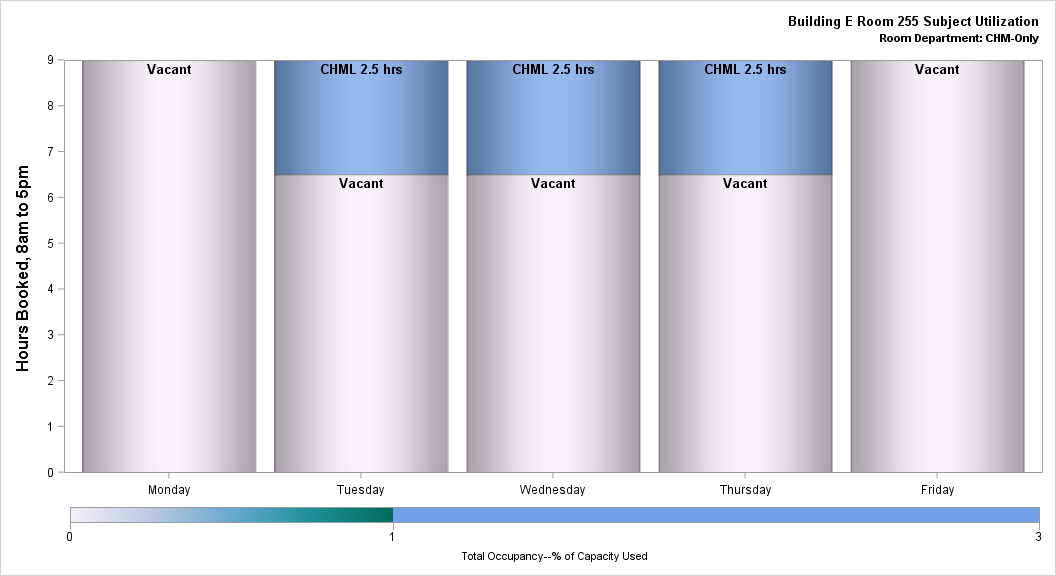 Building E Room 255 Subject Utilization
Room Department: CHM-Only
Hours Booked, 8am to 5pm
9
8
7
6
5
4
3
2
1
0
Vacant
CHML 2.5 hrs
CHML 2.5 hrs
CHML 2.5 hrs
Vacant
Vacant
Vacant
Vacant
Monday
Tuesday
Wednesday
Thursday
Friday
0
1
3
Total Occupancy--% of Capacity Used